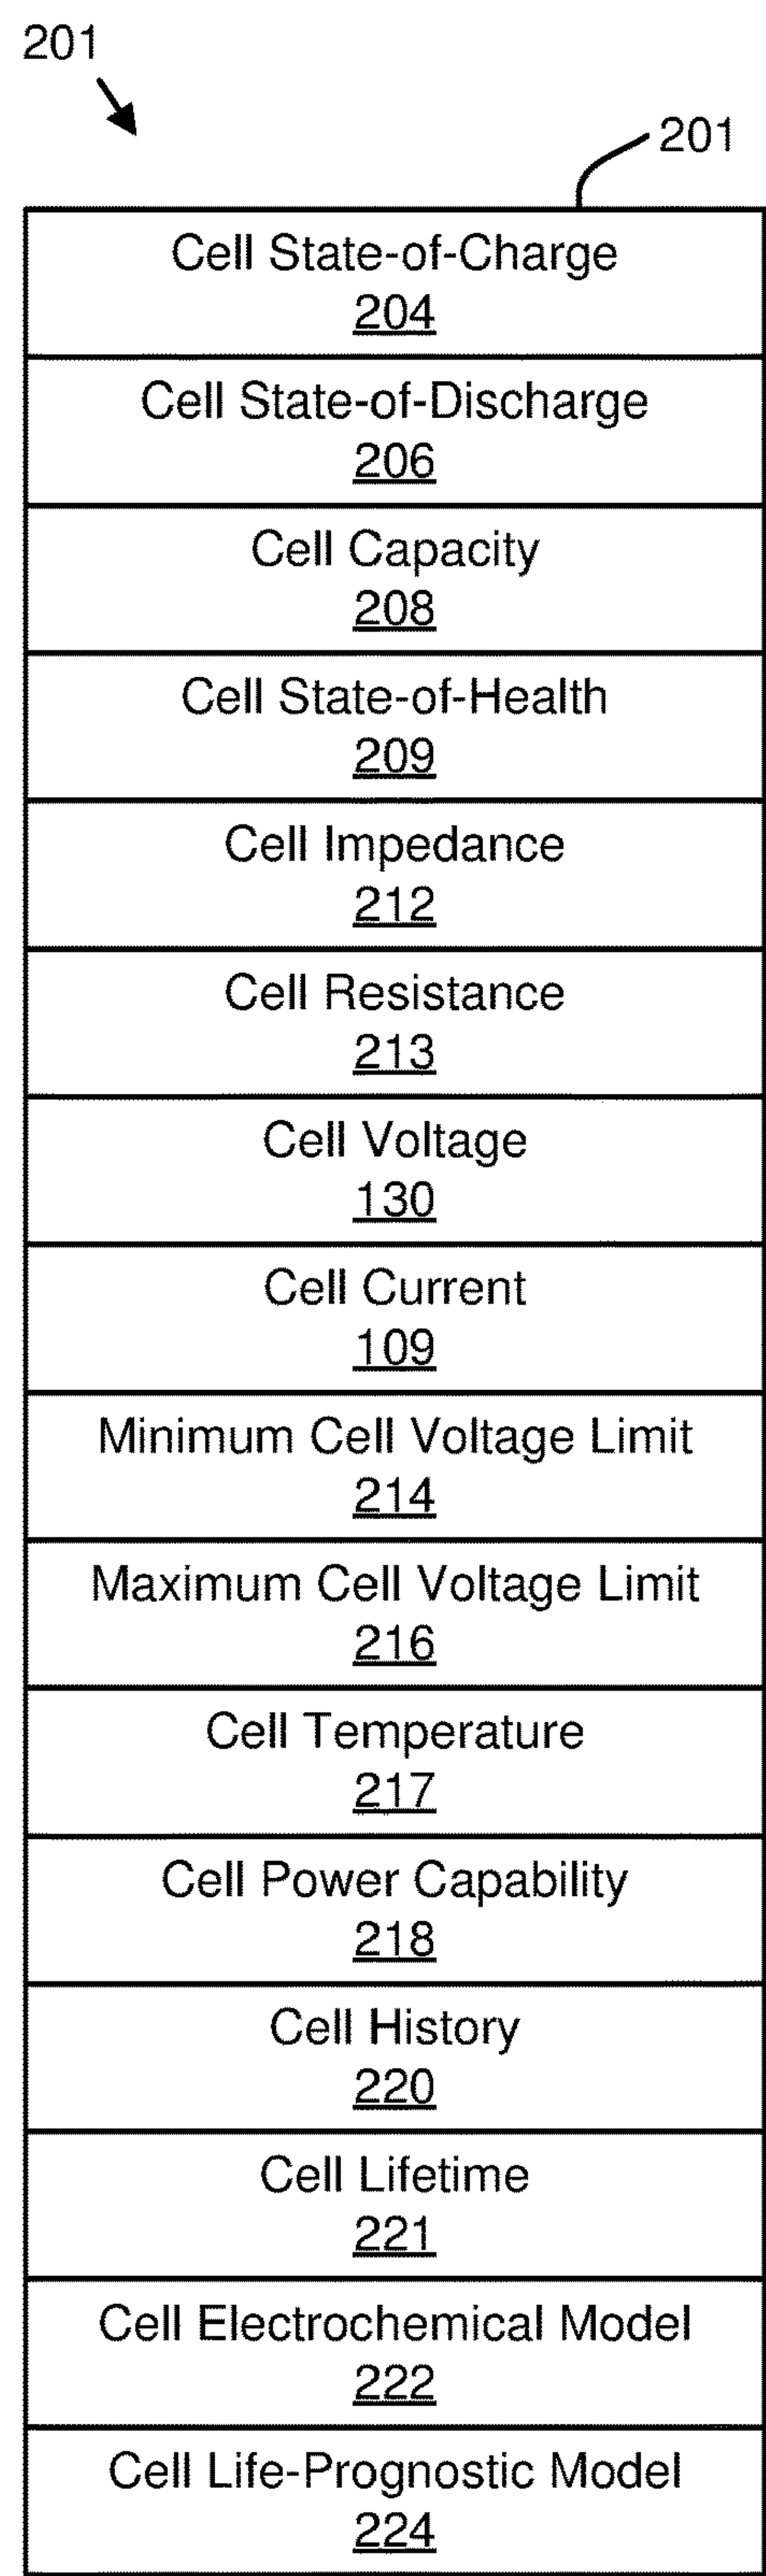 201
201
Cell State-of-Charge
204
Cell State-of-Discharge
206
Cell Capacity
208
Cell State-of-Health
209
Cell Impedance
212
Cell Resistance
213
Cell Voltage
130
Cell Current
109
Minimum Cell Voltage Limit
214
Maximum Cell Voltage Limit
216
Cell Temperature
217
Cell Power Capability
218
Cell History
220
Cell Lifetime
221
Cell Electrochemical Model
222
Cell Life-Prognostic Model
224